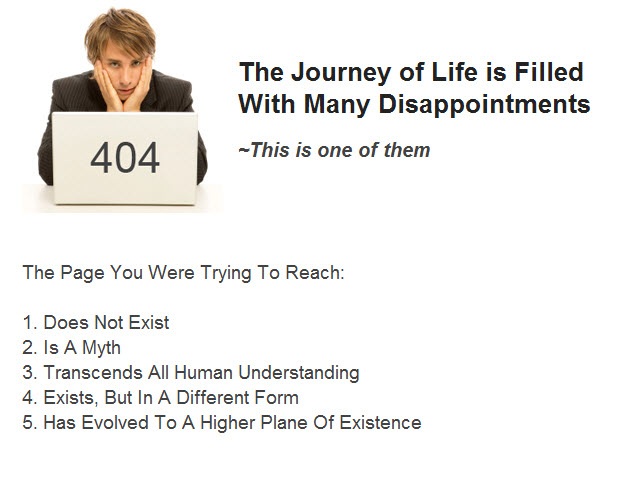 404
The Journey of Life is Filled
With Many Disappointments
~This is one of them
The Page You Were Trying To Reach:
1. Does Not Exist
2. Is A Myth
3. Transcends All Human Understanding
4. Exists, But In A Different Form
5. Has Evolved To A Higher Plane Of Existence